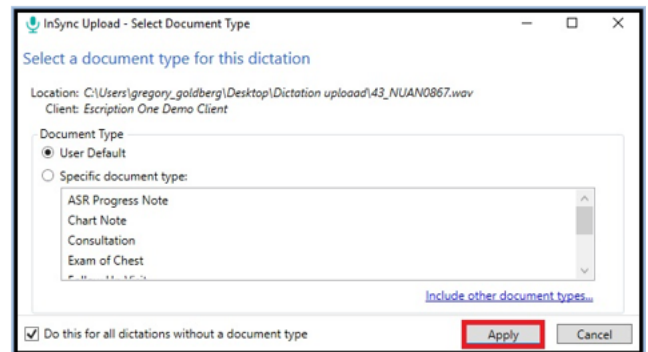 InSync Upload - Select Document Type
Select a document type for this dictation
Location: C:\Users\gregory_goldberg\Desktop\Dictation uploaad\43_NUAN0867.wav
Client: Escription One Demo Client
Document Type
User Default
Specific document type:
ASR Progress Note
Chart Note
Consultation
Exam of Chest
Include other document types...
Do this for all dictations without a document type
Apply Cancel